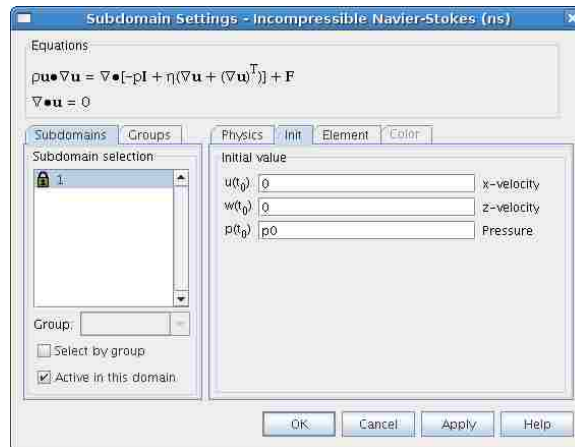 Subdomain Settings - Incompressible Navier-Stokes (ns)
Equations
ρu•∇u = ∇•[-pI + η(∇u + (∇u)ᵀ)] + F
∇•u = 0
Subdomains Groups
Physics Init Element Color
Subdomain selection
1
Group:
Select by group
Active in this domain
Initial value
u(t₀) 0 x-velocity
w(t₀) 0 z-velocity
p(t₀) p0 Pressure
OK Cancel Apply Help